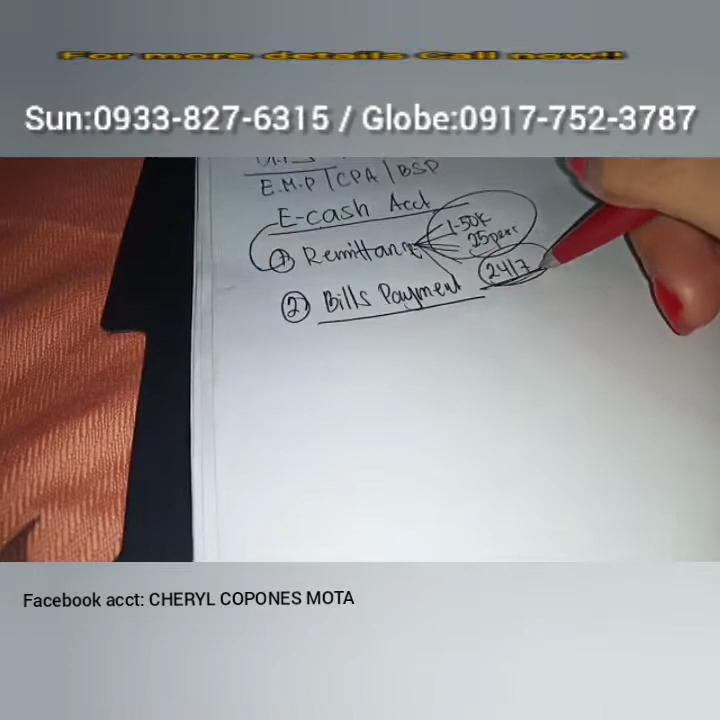 For more details Call now!!
Sun:0933-827-6315 / Globe:0917-752-3787
E.M.P | CPA | BSP
E-cash Acct
1-50K
① Remittance
25pesos
24/7
② Bills Payment
Facebook acct: CHERYL COPONES MOTA